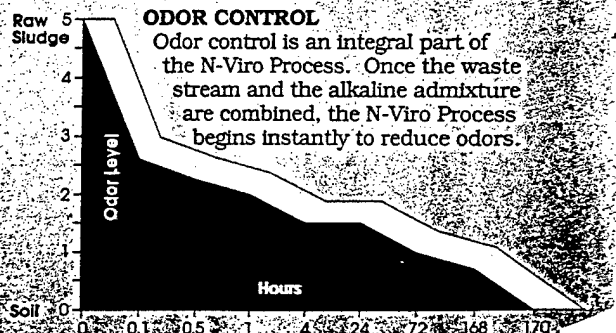 Raw
Sludge
5
ODOR CONTROL
Odor control is an integral part of
the N-Viro Process. Once the waste
stream and the alkaline admixture
are combined, the N-Viro Process
begins instantly to reduce odors.
4
3
2
1
Odor Level
Hours
Soil 0
0 0.1 0.5 1 4 24 72 168